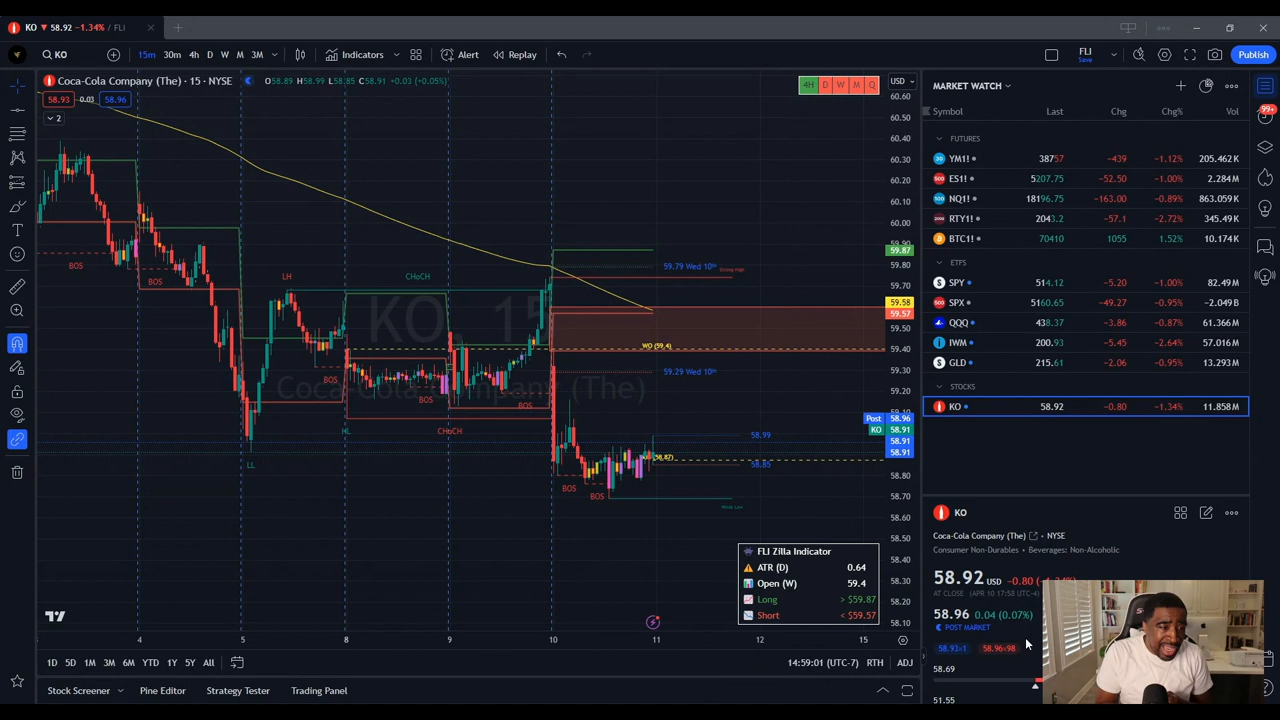 KO ▼ 58.92 −1.34% / FLI
KO 15m 30m 4h D W M 3M Indicators Alert Replay FLI Save Publish
Coca-Cola Company (The) · 15 · NYSE O58.89 H58.99 L58.85 C58.91 +0.03 (+0.05%)
58.93 0.03 58.96
2
4H D W M Q
USD
60.60
60.50
60.40
60.30
60.20
60.10
60.00
59.90
59.87
59.80
59.70
59.58
59.57
59.50
59.40
59.30
59.20
59.10
Post 58.96
KO 58.91
58.91
58.91
58.80
58.70
58.60
58.50
58.40
58.30
58.20
58.10
BOS
BOS
LH
CHoCH
BOS
HL
BOS
CHoCH
BOS
LL
BOS
BOS
59.79 Wed 10th
Strong High
WO (59.4)
59.29 Wed 10th
58.99
58.85
Weak Low
KO 15
Coca-Cola Company (The)
FLI Zilla Indicator
ATR (D) 0.64
Open (W) 59.4
Long > $59.87
Short < $59.57
4 5 8 9 10 11 12 15
1D 5D 1M 3M 6M YTD 1Y 5Y All
14:59:01 (UTC-7) RTH ADJ
Stock Screener Pine Editor Strategy Tester Trading Panel
MARKET WATCH
Symbol Last Chg Chg% Vol
FUTURES
YM1! 38757 −439 −1.12% 205.462 K
ES1! 5207.75 −52.50 −1.00% 2.284 M
NQ1! 18196.75 −163.00 −0.89% 863.059 K
RTY1! 2043.2 −57.1 −2.72% 345.49 K
BTC1! 70410 1055 1.52% 10.174 K
ETFS
SPY 514.12 −5.20 −1.00% 82.49 M
SPX 5160.65 −49.27 −0.95% −2.049 B
QQQ 438.37 −3.86 −0.87% 61.366 M
IWM 200.93 −5.45 −2.64% 57.016 M
GLD 215.61 −2.06 −0.95% 13.293 M
STOCKS
KO 58.92 −0.80 −1.34% 11.858 M
99+
KO
Coca-Cola Company (The) · NYSE
Consumer Non-Durables · Beverages: Non-Alcoholic
58.92 USD −0.80
AT CLOSE (APR 10 17:58 UTC-4)
58.96 0.04 (0.07%)
POST MARKET
58.93×1 58.96×98
58.69
51.55